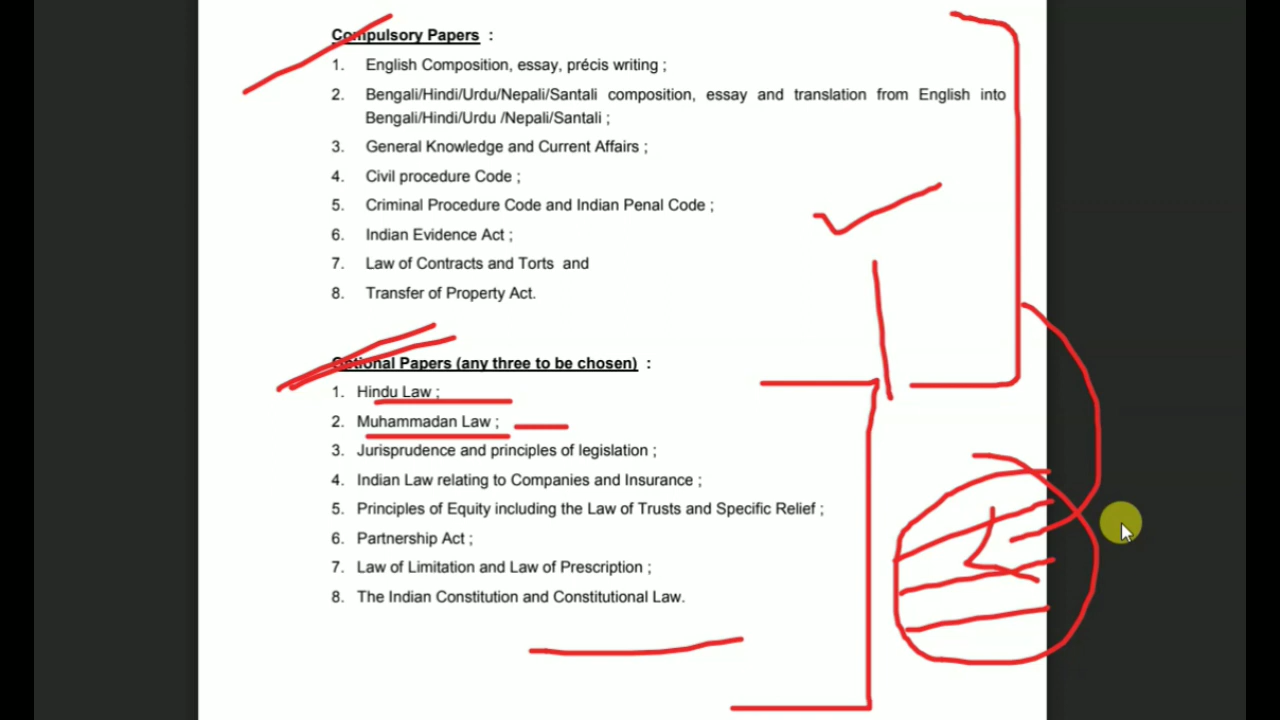 Compulsory Papers :
1. English Composition, essay, précis writing ;
2. Bengali/Hindi/Urdu/Nepali/Santali composition, essay and translation from English into
Bengali/Hindi/Urdu /Nepali/Santali ;
3. General Knowledge and Current Affairs ;
4. Civil procedure Code ;
5. Criminal Procedure Code and Indian Penal Code ;
6. Indian Evidence Act ;
7. Law of Contracts and Torts and
8. Transfer of Property Act.
Optional Papers (any three to be chosen) :
1. Hindu Law ;
2. Muhammadan Law ;
3. Jurisprudence and principles of legislation ;
4. Indian Law relating to Companies and Insurance ;
5. Principles of Equity including the Law of Trusts and Specific Relief ;
6. Partnership Act ;
7. Law of Limitation and Law of Prescription ;
8. The Indian Constitution and Constitutional Law.